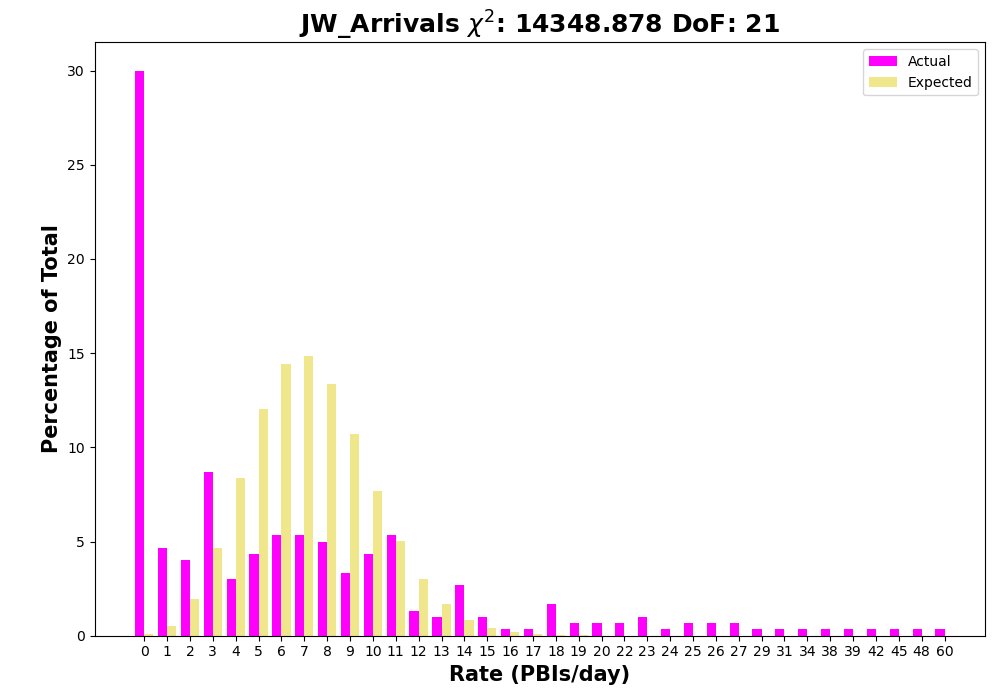 JW_Arrivals χ²: 14348.878 DoF: 21
Actual
Expected
Percentage of Total
30
25
20
15
10
5
0
0 1 2 3 4 5 6 7 8 9 10 11 12 13 14 15 16 17 18 19 20 22 23 24 25 26 27 29 31 34 38 39 42 45 48 60
Rate (PBIs/day)